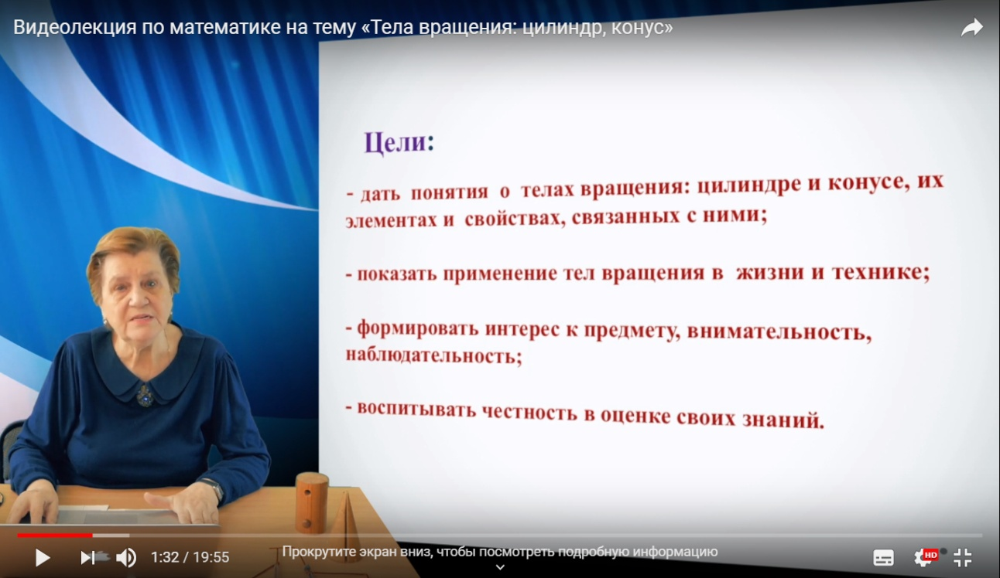 Видеолекция по математике на тему «Тела вращения: цилиндр, конус»
Цели:
- дать понятия о телах вращения: цилиндре и конусе, их
элементах и свойствах, связанных с ними;
- показать применение тел вращения в жизни и технике;
- формировать интерес к предмету, внимательность,
наблюдательность;
- воспитывать честность в оценке своих знаний.
1:32 / 19:55
Прокрутите экран вниз, чтобы посмотреть подробную информацию
HD